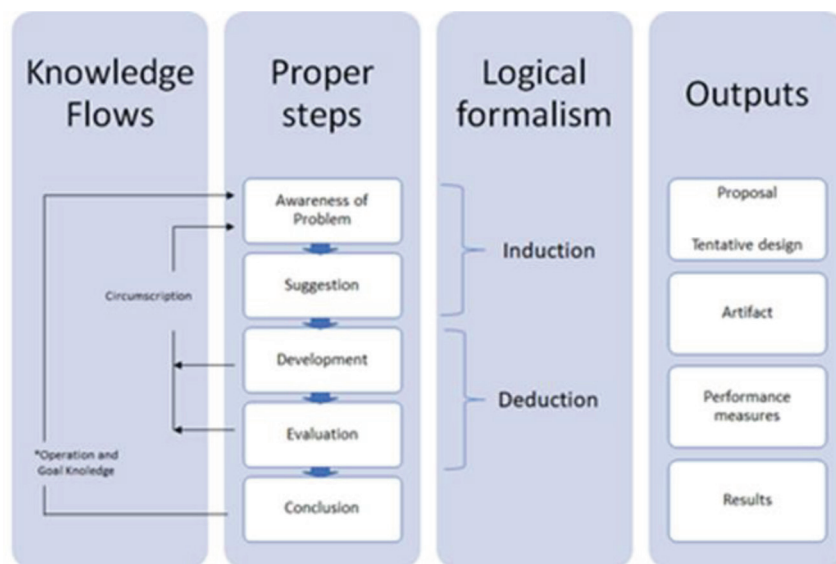 Knowledge
Flows
Circumscription
*Operation and
Goal Knoledge
Proper
steps
Awareness of
Problem
Suggestion
Development
Evaluation
Conclusion
Logical
formalism
Induction
Deduction
Outputs
Proposal
Tentative design
Artifact
Performance
measures
Results